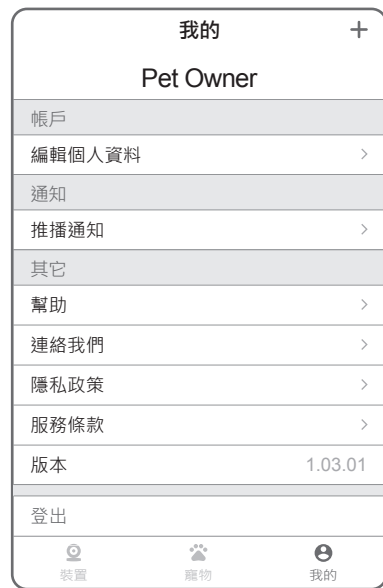 我的 +
Pet Owner
帳戶
編輯個人資料
通知
推播通知
其它
幫助
連絡我們
隱私政策
服務條款
版本 1.03.01
登出
裝置 寵物 我的